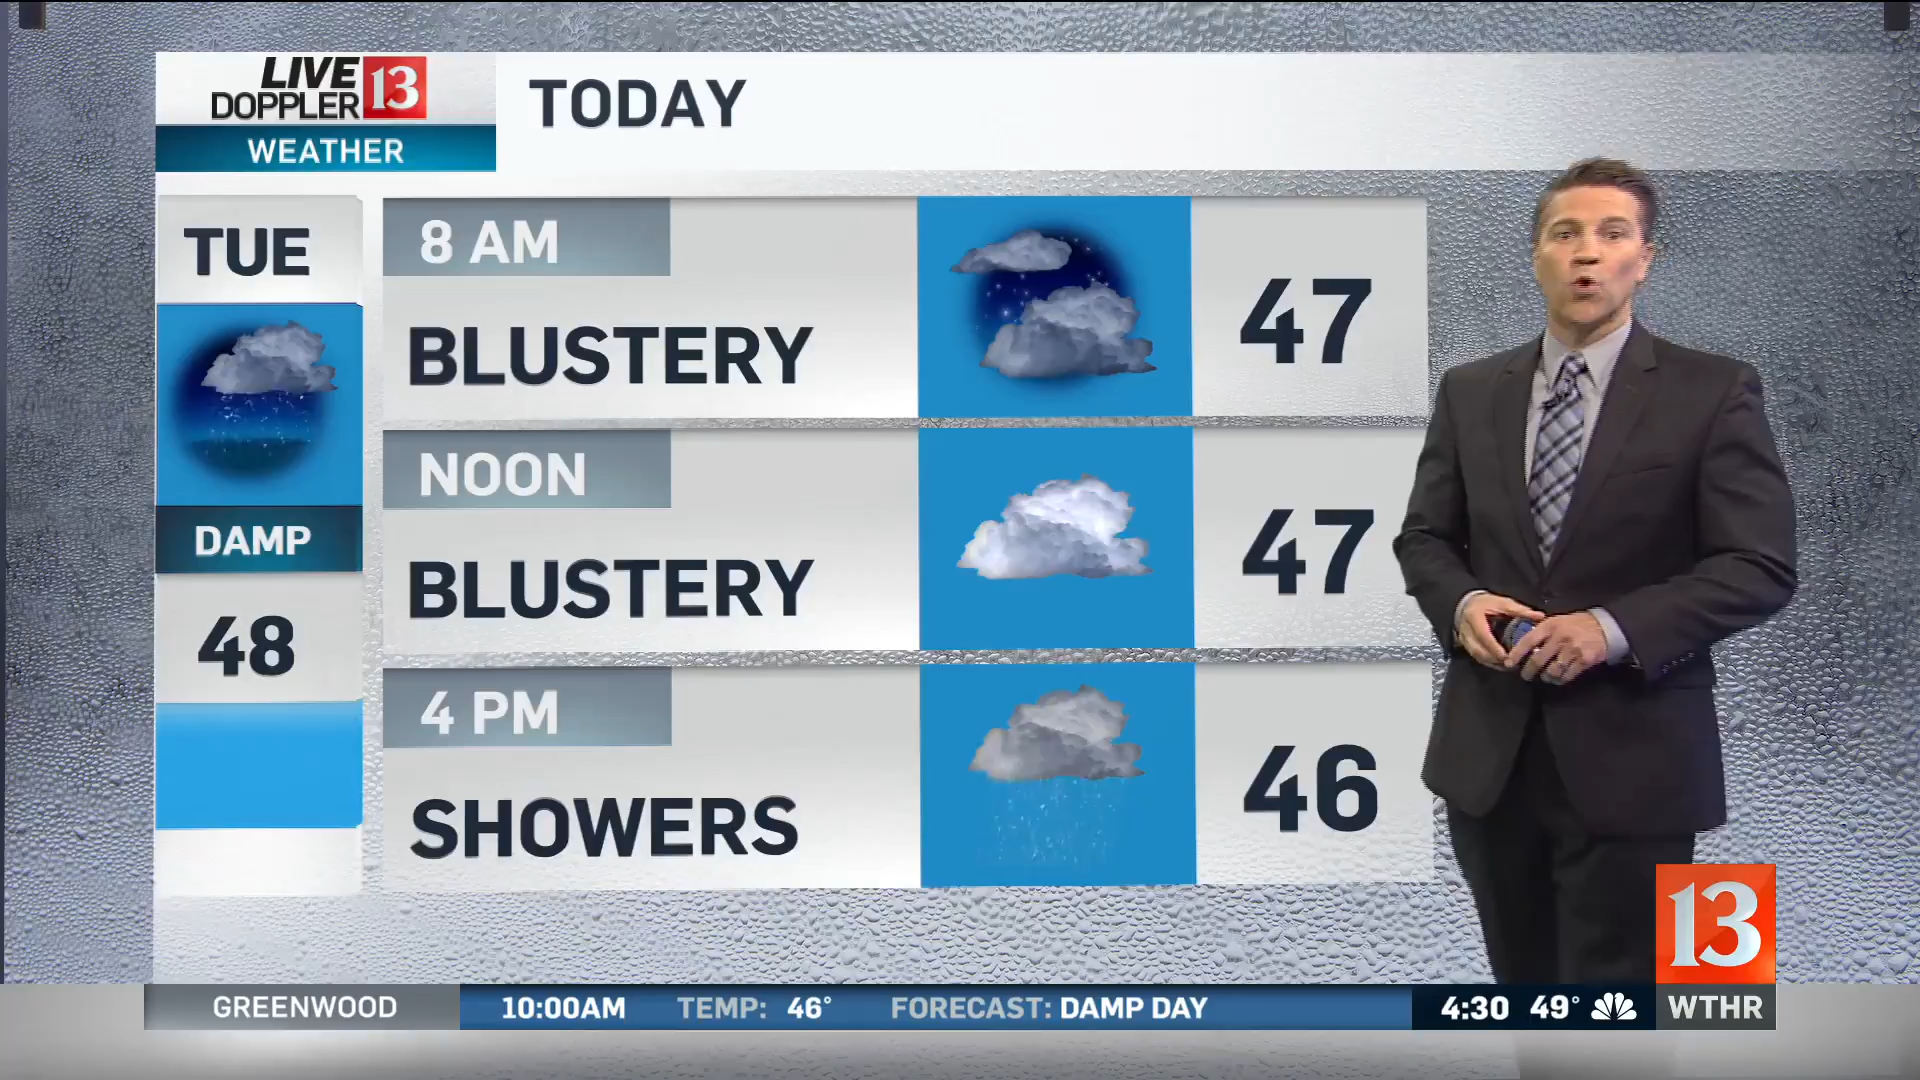 LIVE
DOPPLER 13
WEATHER
TODAY
TUE
DAMP
48
8 AM
BLUSTERY
47
NOON
BLUSTERY
47
4 PM
SHOWERS
46
13
GREENWOOD
10:00AM TEMP: 46° FORECAST: DAMP DAY
4:30 49°
WTHR